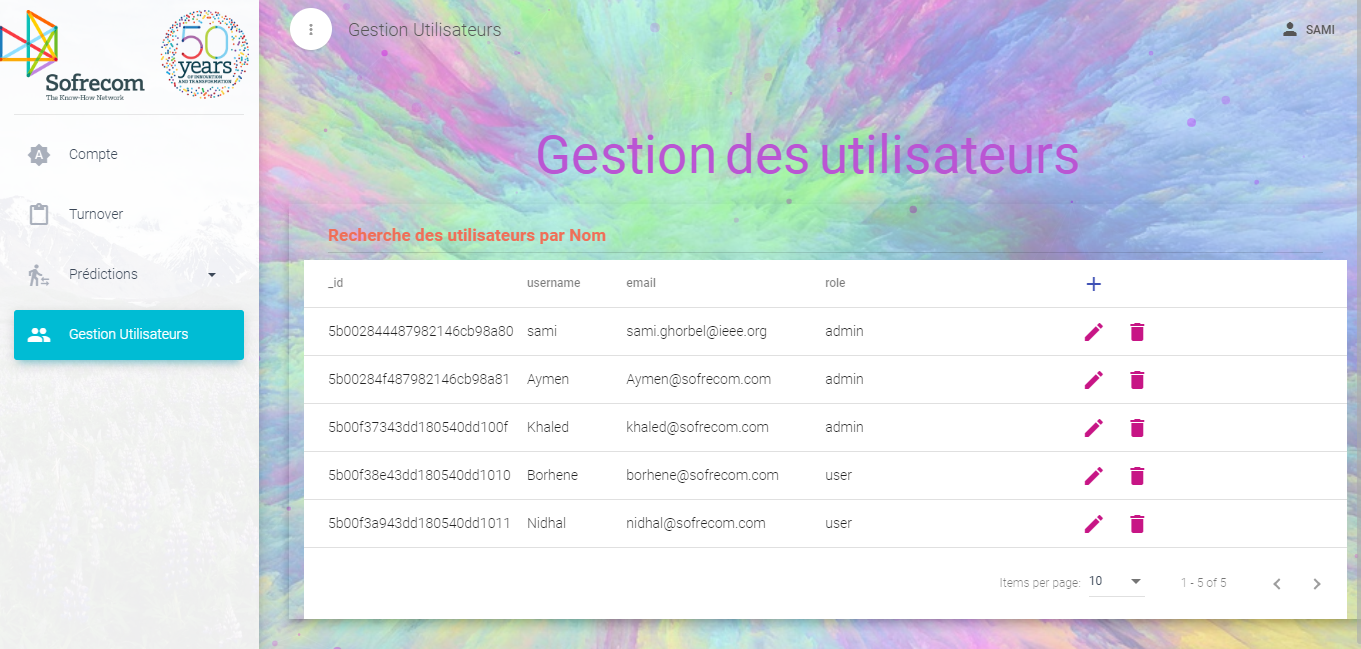 Sofrecom
The Know-How Network
50
years
OF INNOVATION
AND TRANSFORMATION
Gestion Utilisateurs
SAMI
A Compte
Turnover
Prédictions
Gestion Utilisateurs
Gestion des utilisateurs
Recherche des utilisateurs par Nom
_id username email role +
5b002844487982146cb98a80 sami sami.ghorbel@ieee.org admin
5b00284f487982146cb98a81 Aymen Aymen@sofrecom.com admin
5b00f37343dd180540dd100f Khaled khaled@sofrecom.com admin
5b00f38e43dd180540dd1010 Borhene borhene@sofrecom.com user
5b00f3a943dd180540dd1011 Nidhal nidhal@sofrecom.com user
Items per page: 10 1 - 5 of 5